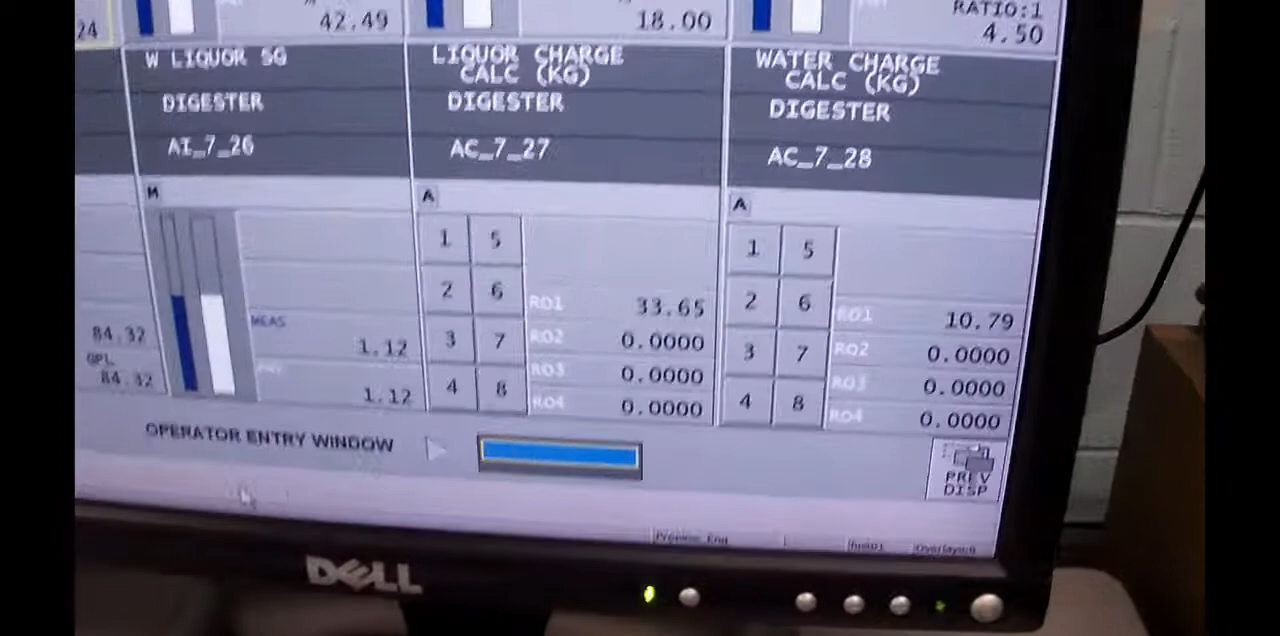 24
42.49
18.00
RATIO:1
4.50
W LIQUOR SG
DIGESTER
AI_7_26
LIQUOR CHARGE
CALC (KG)
DIGESTER
AC_7_27
WATER CHARGE
CALC (KG)
DIGESTER
AC_7_28
M
84.32
GPL
84.32
MEAS
1.12
1.12
A
1 5
2 6
3 7
4 8
RO1 33.65
RO2 0.0000
RO3 0.0000
RO4 0.0000
A
1 5
2 6
3 7
4 8
RO1 10.79
RO2 0.0000
RO3 0.0000
RO4 0.0000
OPERATOR ENTRY WINDOW
PREV
DISP
DELL